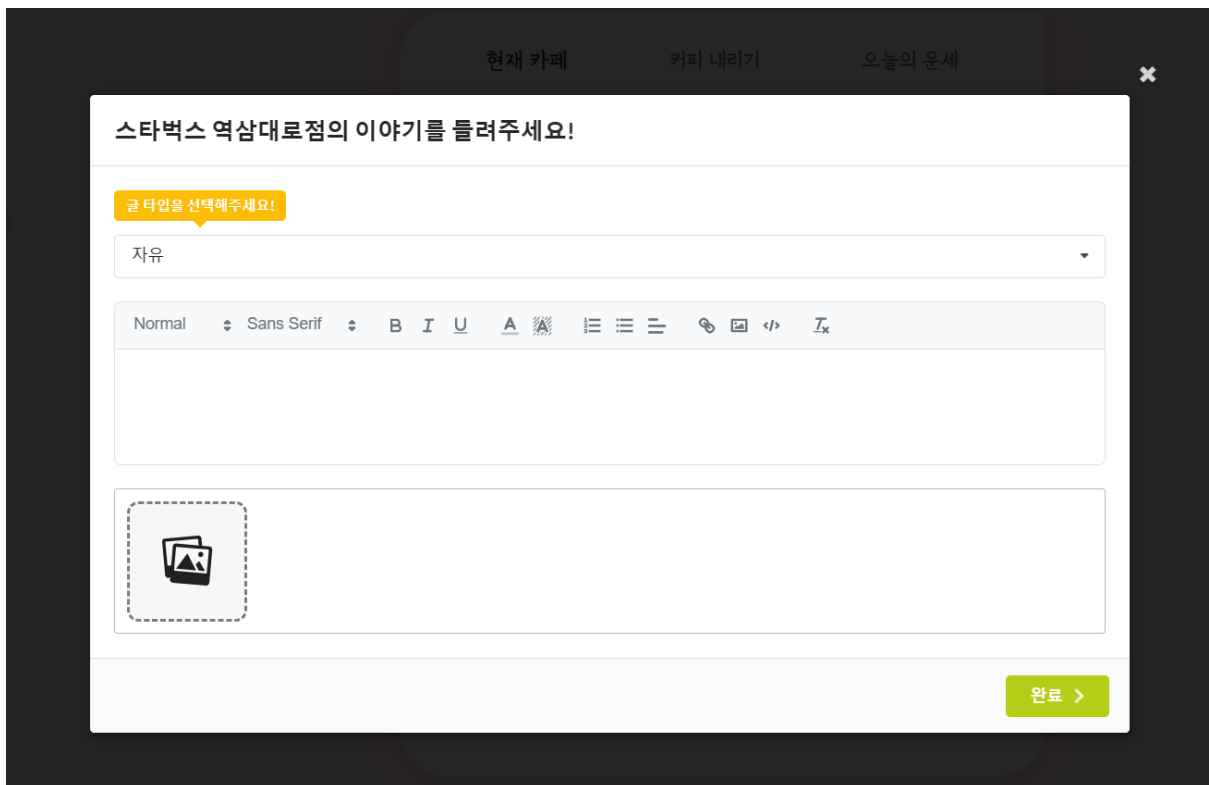 현재 카페 커피 내리기 오늘의 운세
스타벅스 역삼대로점의 이야기를 들려주세요!
글 타입을 선택해주세요!
자유
Normal Sans Serif B I U A A
완료